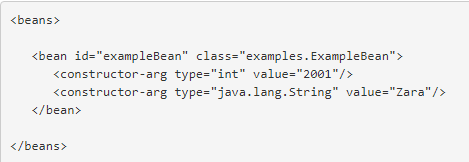 <beans>
<bean id="exampleBean" class="examples.ExampleBean">
<constructor-arg type="int" value="2001"/>
<constructor-arg type="java.lang.String" value="Zara"/>
</bean>
</beans>